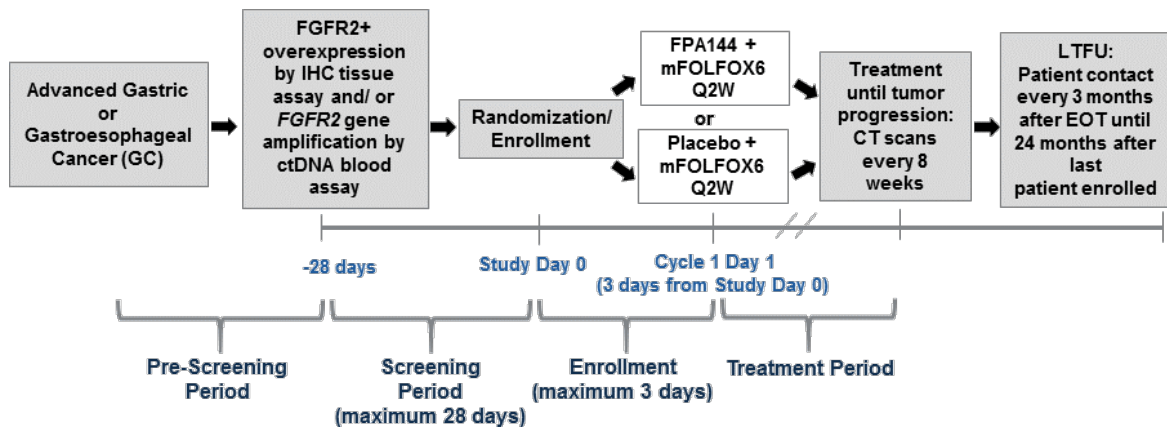 Advanced Gastric
or
Gastroesophageal
Cancer (GC)
FGFR2+
overexpression
by IHC tissue
assay and/ or
FGFR2 gene
amplification by
ctDNA blood
assay
Randomization/
Enrollment
FPA144 +
mFOLFOX6
Q2W
or
Placebo +
mFOLFOX6
Q2W
Treatment
until tumor
progression:
CT scans
every 8
weeks
LTFU:
Patient contact
every 3 months
after EOT until
24 months after
last
patient enrolled
-28 days
Study Day 0
Cycle 1 Day 1
(3 days from Study Day 0)
Pre-Screening
Period
Screening
Period
(maximum 28 days)
Enrollment
(maximum 3 days)
Treatment Period